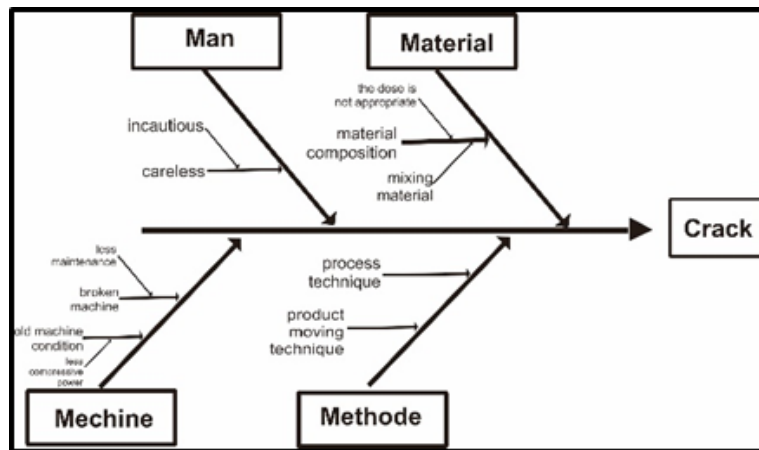 Man
Material
the dose is
not appropriate
incautious
material
composition
careless
mixing
material
Crack
less
maintenance
broken
machine
old machine
condition
less
compressive
power
process
technique
product
moving
technique
Mechine
Methode